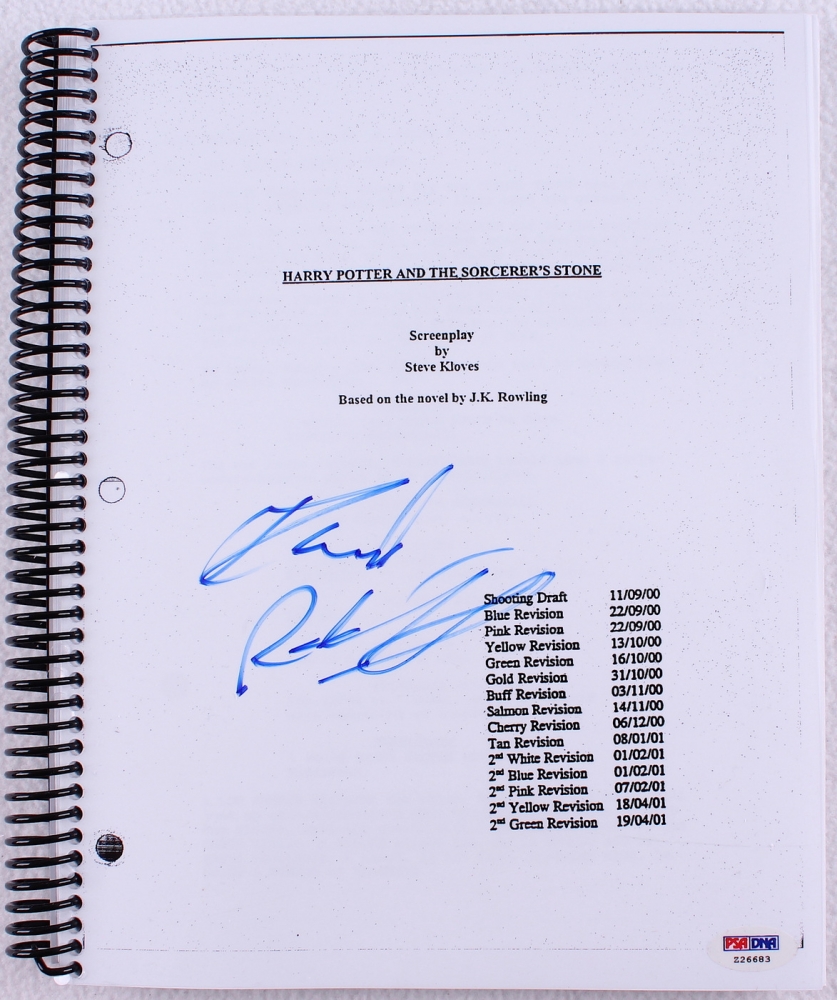 HARRY POTTER AND THE SORCERER'S STONE
Screenplay
by
Steve Kloves
Based on the novel by J.K. Rowling
Shooting Draft 11/09/00
Blue Revision 22/09/00
Pink Revision 22/09/00
Yellow Revision 13/10/00
Green Revision 16/10/00
Gold Revision 31/10/00
Buff Revision 03/11/00
Salmon Revision 14/11/00
Cherry Revision 06/12/00
Tan Revision 08/01/01
2nd White Revision 01/02/01
2nd Blue Revision 01/02/01
2nd Pink Revision 07/02/01
2nd Yellow Revision 18/04/01
2nd Green Revision 19/04/01
PSA DNA
Z26683